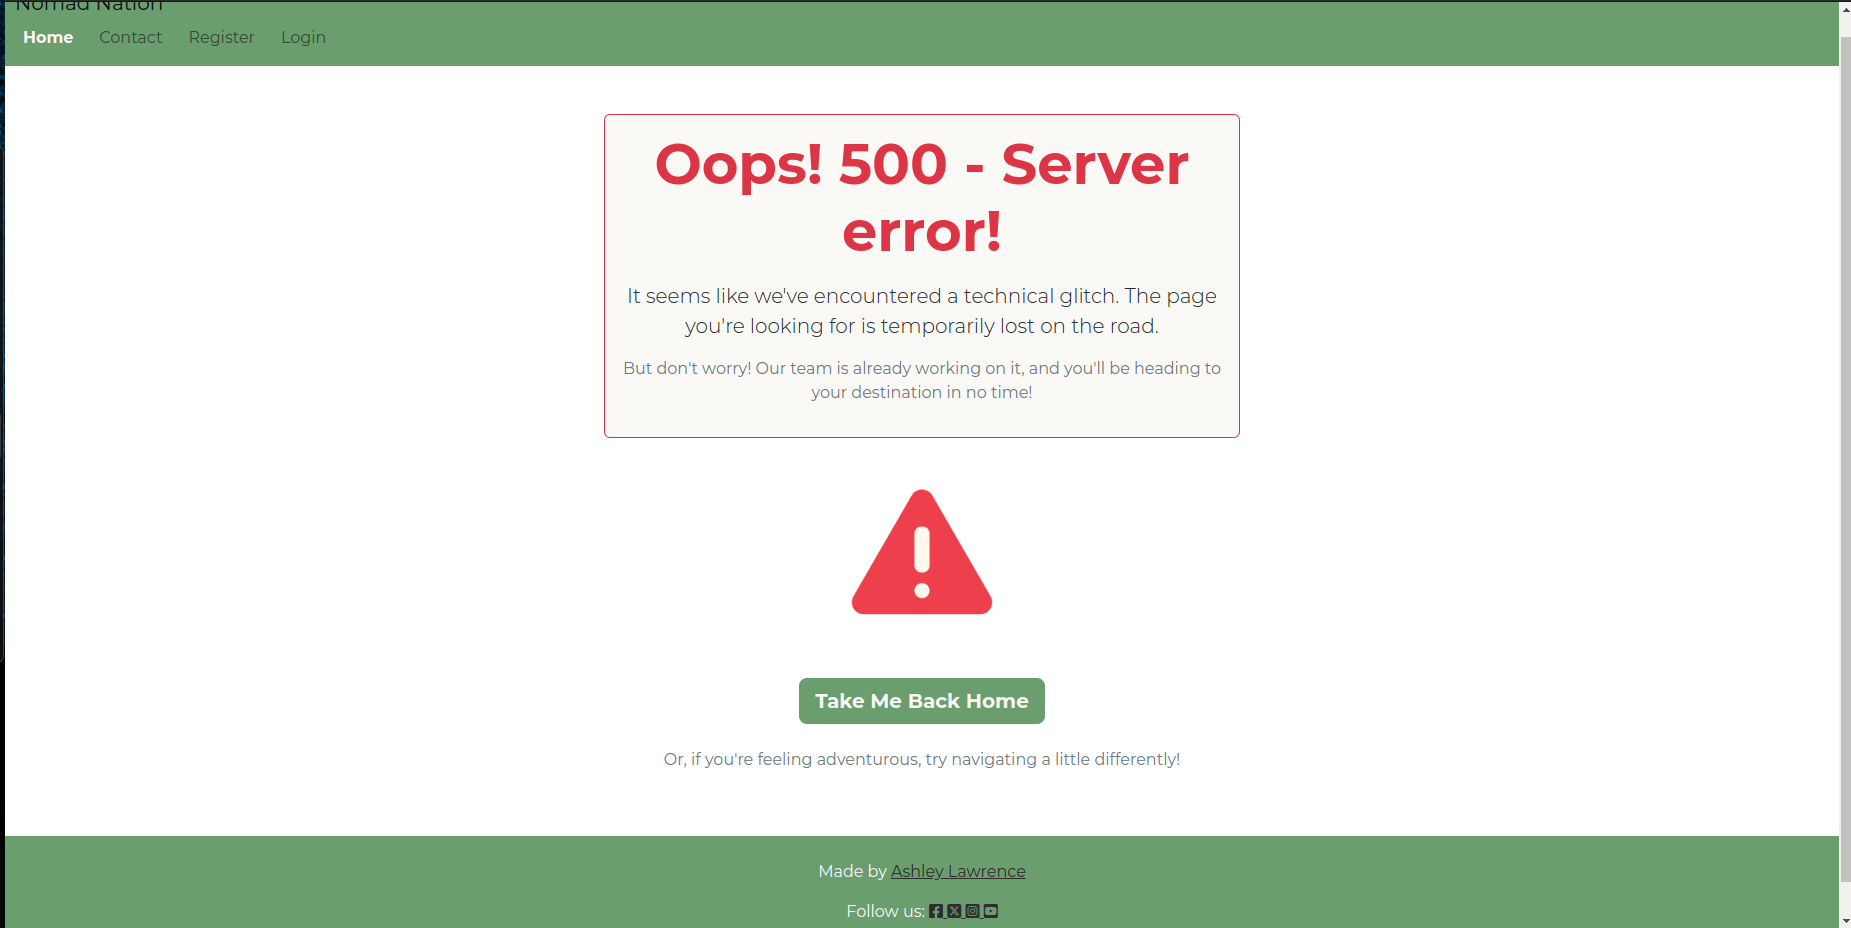 Nomad Nation
Home Contact Register Login
Oops! 500 - Server
error!
It seems like we've encountered a technical glitch. The page
you're looking for is temporarily lost on the road.
But don't worry! Our team is already working on it, and you'll be heading to
your destination in no time!
Take Me Back Home
Or, if you're feeling adventurous, try navigating a little differently!
Made by Ashley Lawrence
Follow us: